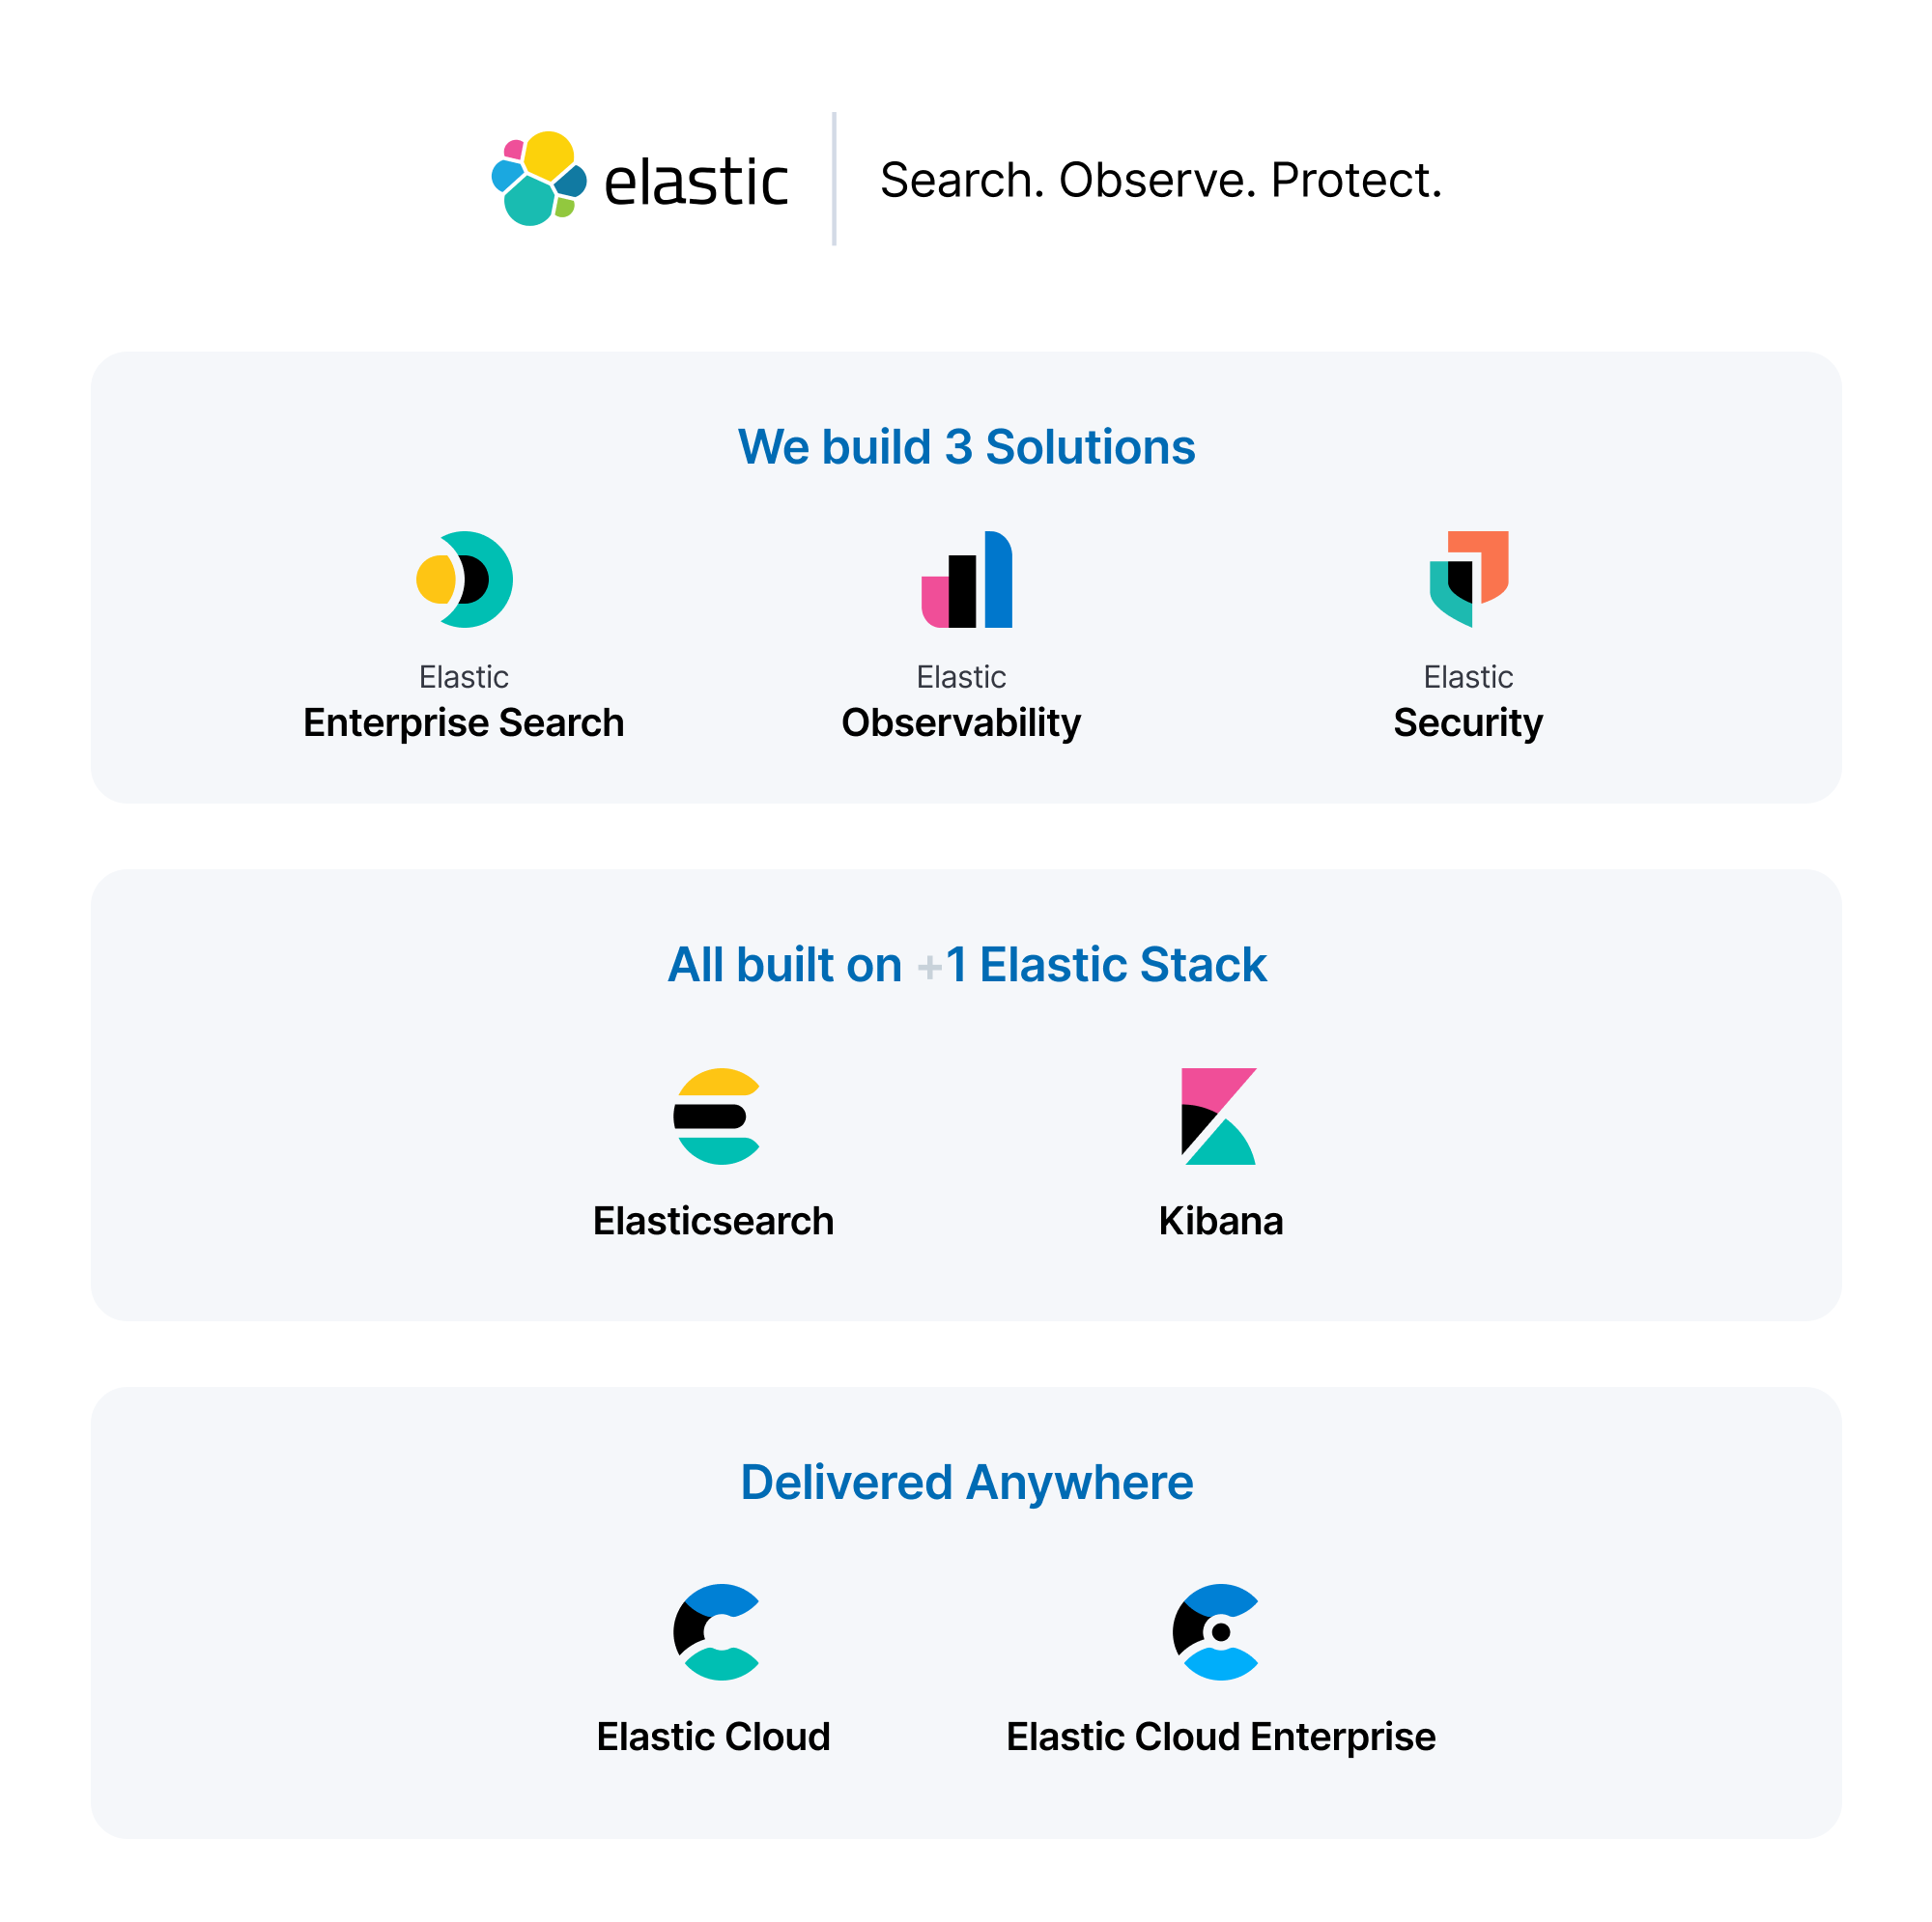 elastic
Search. Observe. Protect.
We build 3 Solutions
Elastic
Enterprise Search
Elastic
Observability
Elastic
Security
All built on +1 Elastic Stack
Elasticsearch
Kibana
Delivered Anywhere
Elastic Cloud
Elastic Cloud Enterprise